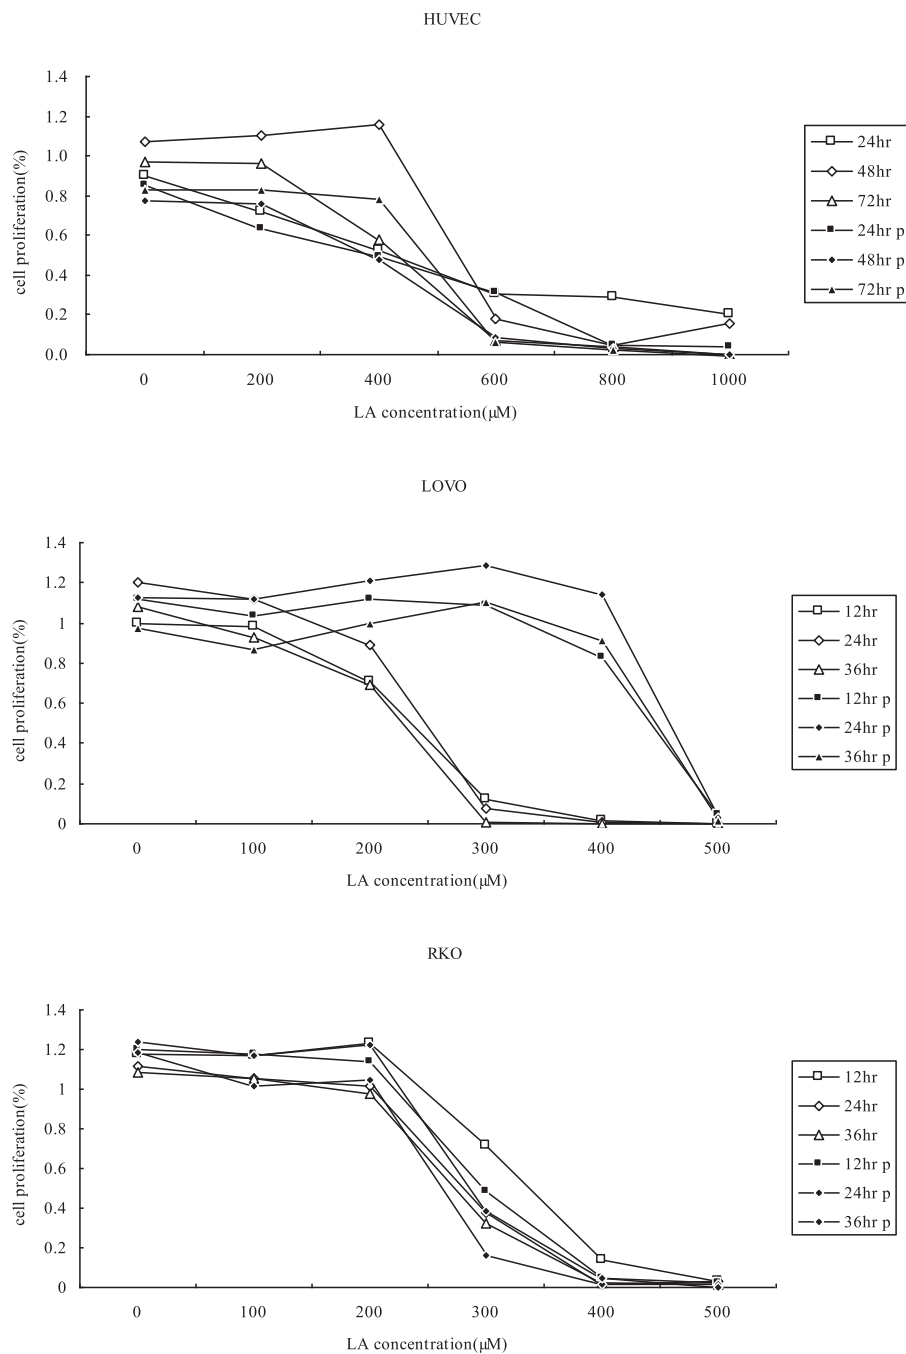 HUVEC
cell proliferation(%)
1.4
1.2
1.0
0.8
0.6
0.4
0.2
0.0
0 200 400 600 800 1000
LA concentration(μM)
24hr
48hr
72hr
24hr p
48hr p
72hr p
LOVO
cell proliferation(%)
1.4
1.2
1
0.8
0.6
0.4
0.2
0
0 100 200 300 400 500
LA concentration(μM)
12hr
24hr
36hr
12hr p
24hr p
36hr p
RKO
cell proliferation(%)
1.4
1.2
1
0.8
0.6
0.4
0.2
0
0 100 200 300 400 500
LA concentration(μM)
12hr
24hr
36hr
12hr p
24hr p
36hr p